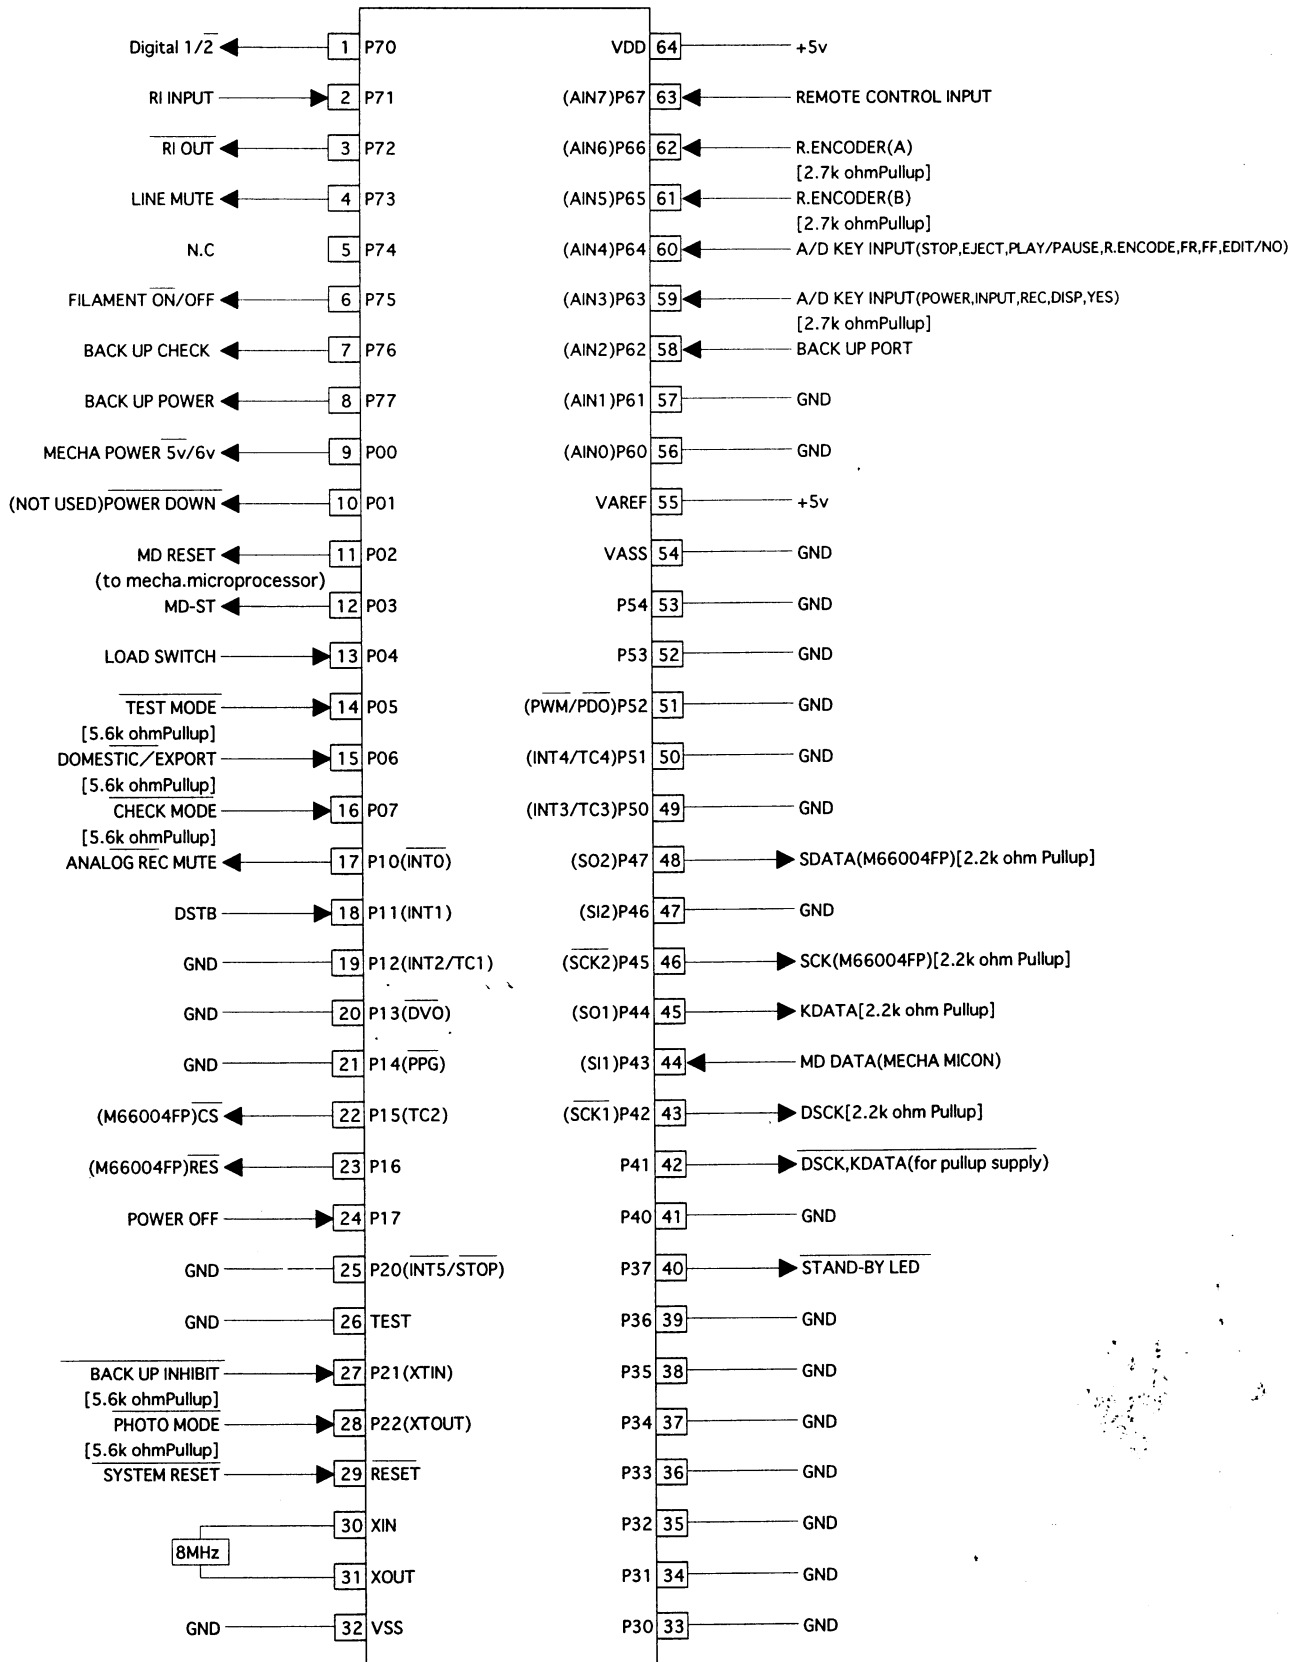 Digital 1/2̅ 1 P70 VDD 64 +5v
RI INPUT 2 P71 (AIN7)P67 63 REMOTE CONTROL INPUT
RI OUT 3 P72 (AIN6)P66 62 R.ENCODER(A)
[2.7k ohmPullup]
LINE MUTE 4 P73 (AIN5)P65 61 R.ENCODER(B)
[2.7k ohmPullup]
N.C 5 P74 (AIN4)P64 60 A/D KEY INPUT(STOP,EJECT,PLAY/PAUSE,R.ENCODE,FR,FF,EDIT/NO)
FILAMENT ON/OFF 6 P75 (AIN3)P63 59 A/D KEY INPUT(POWER,INPUT,REC,DISP,YES)
[2.7k ohmPullup]
BACK UP CHECK 7 P76 (AIN2)P62 58 BACK UP PORT
BACK UP POWER 8 P77 (AIN1)P61 57 GND
MECHA POWER 5v/6v 9 P00 (AIN0)P60 56 GND
(NOT USED)POWER DOWN 10 P01 VAREF 55 +5v
MD RESET 11 P02 VASS 54 GND
(to mecha.microprocessor)
MD-ST 12 P03 P54 53 GND
LOAD SWITCH 13 P04 P53 52 GND
TEST MODE 14 P05 (PWM/PDO)P52 51 GND
[5.6k ohmPullup]
DOMESTIC/EXPORT 15 P06 (INT4/TC4)P51 50 GND
[5.6k ohmPullup]
CHECK MODE 16 P07 (INT3/TC3)P50 49 GND
[5.6k ohmPullup]
ANALOG REC MUTE 17 P10(INT0) (SO2)P47 48 SDATA(M66004FP)[2.2k ohm Pullup]
DSTB 18 P11(INT1) (SI2)P46 47 GND
GND 19 P12(INT2/TC1) (SCK2)P45 46 SCK(M66004FP)[2.2k ohm Pullup]
GND 20 P13(DVO) (SO1)P44 45 KDATA[2.2k ohm Pullup]
GND 21 P14(PPG) (SI1)P43 44 MD DATA(MECHA MICON)
(M66004FP)CS 22 P15(TC2) (SCK1)P42 43 DSCK[2.2k ohm Pullup]
(M66004FP)RES 23 P16 P41 42 DSCK,KDATA(for pullup supply)
POWER OFF 24 P17 P40 41 GND
GND 25 P20(INT5/STOP) P37 40 STAND-BY LED
GND 26 TEST P36 39 GND
BACK UP INHIBIT 27 P21(XTIN) P35 38 GND
[5.6k ohmPullup]
PHOTO MODE 28 P22(XTOUT) P34 37 GND
[5.6k ohmPullup]
SYSTEM RESET 29 RESET P33 36 GND
30 XIN P32 35 GND
8MHz
31 XOUT P31 34 GND
GND 32 VSS P30 33 GND